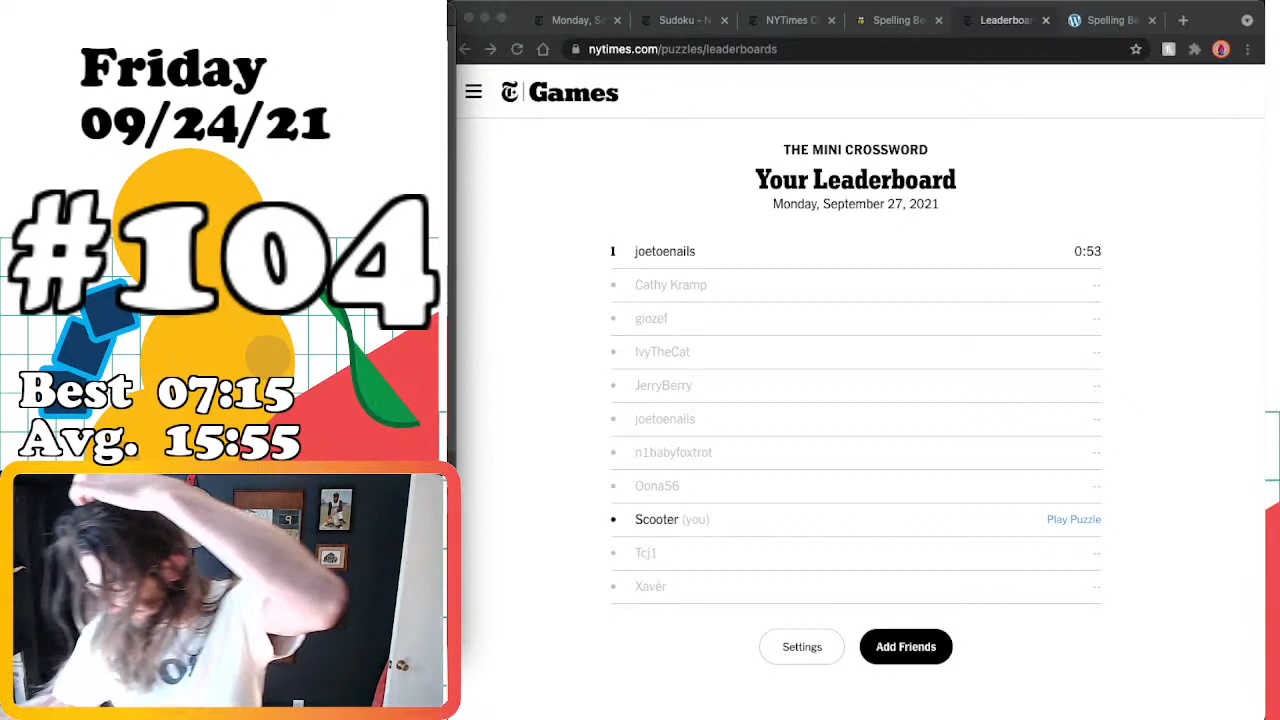 Friday
09/24/21
#104
Best 07:15
Avg. 15:55
Monday, Se
Sudoku - N
NYTimes C
Spelling Be
Leaderboar
Spelling Be
nytimes.com/puzzles/leaderboards
Games
THE MINI CROSSWORD
Your Leaderboard
Monday, September 27, 2021
1 joetoenails 0:53
• Cathy Kramp --
• giozef --
• IvyTheCat --
• JerryBerry --
• joetoenails --
• n1babyfoxtrot --
• Oona56 --
• Scooter (you) Play Puzzle
• Tcj1 --
• Xavêr --
Settings
Add Friends